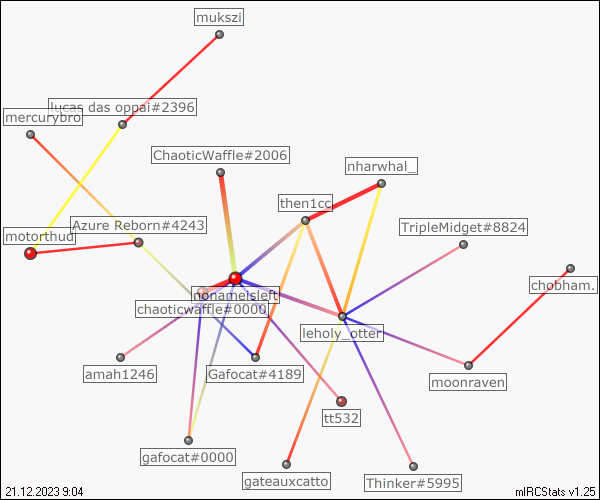 mukszi
lucas das oppai#2396
mercurybro
ChaoticWaffle#2006
nharwhal_
then1cc
Azure Reborn#4243
TripleMidget#8824
motorthud
chobham.
nonameisleft
chaoticwaffle#0000
leholy_otter
amah1246
Gafocat#4189
moonraven
tt532
gafocat#0000
gateauxcatto
Thinker#5995
21.12.2023 9:04
mIRCStats v1.25